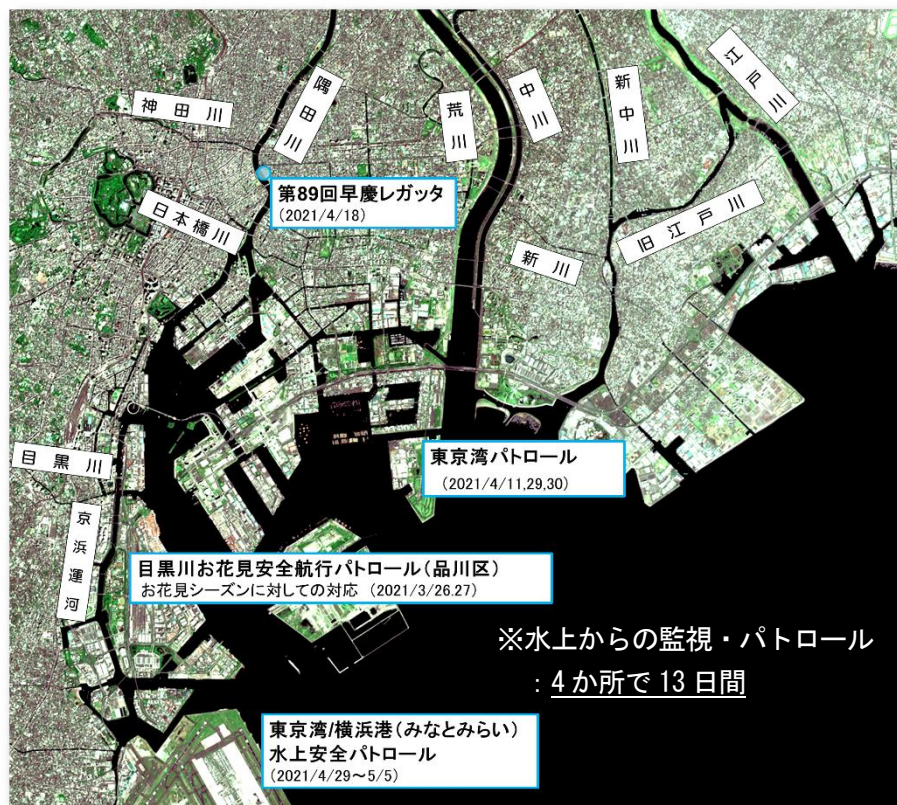 神田川
隅田川
荒川
中川
新中川
江戸川
第89回早慶レガッタ
(2021/4/18)
日本橋川
新川
旧江戸川
目黒川
東京湾パトロール
(2021/4/11,29,30)
京浜運河
目黒川お花見安全航行パトロール(品川区)
お花見シーズンに対しての対応 (2021/3/26.27)
※水上からの監視・パトロール
:4か所で13日間
東京湾/横浜港(みなとみらい)
水上安全パトロール
(2021/4/29~5/5)